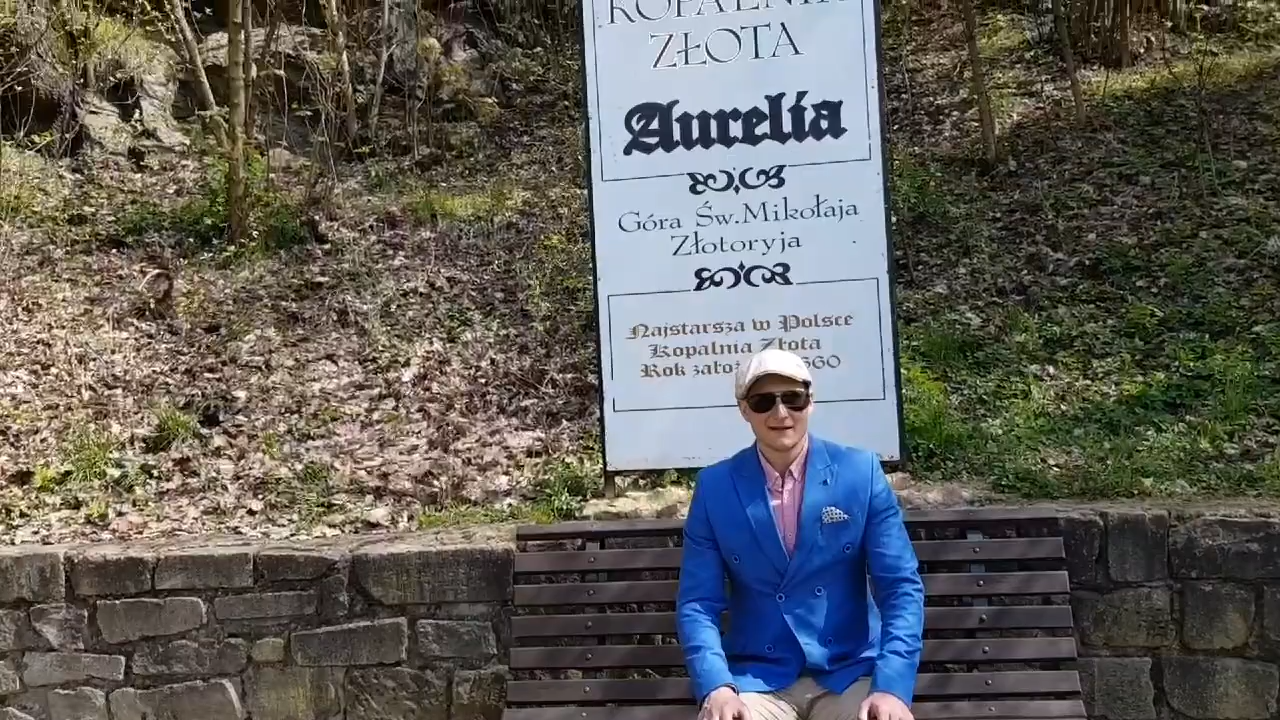 KOPALNIA
ZŁOTA
Aurelia
Góra Św.Mikołaja
Złotoryja
Najstarsza w Polsce
Kopalnia Złota
Rok